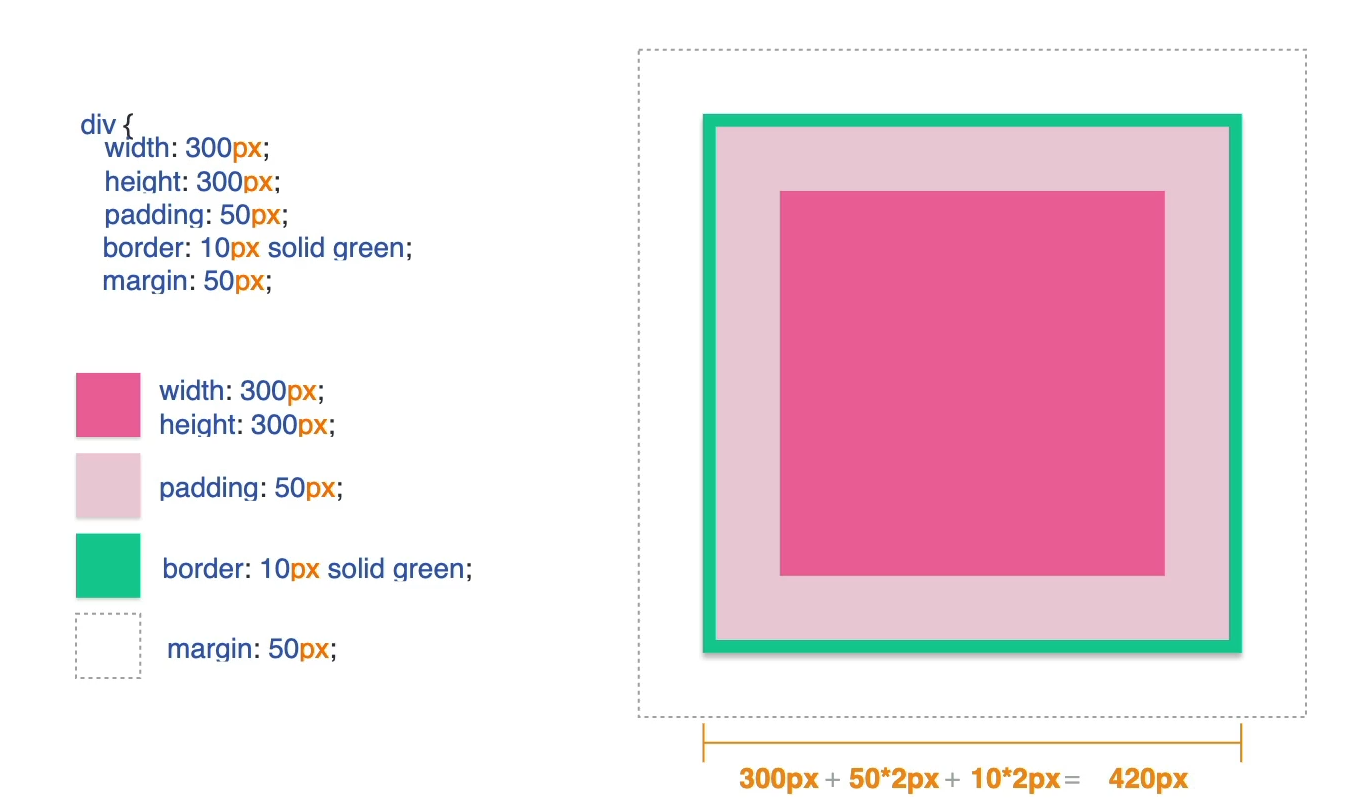 div {
width: 300px;
height: 300px;
padding: 50px;
border: 10px solid green;
margin: 50px;
width: 300px;
height: 300px;
padding: 50px;
border: 10px solid green;
margin: 50px;
300px + 50*2px + 10*2px = 420px